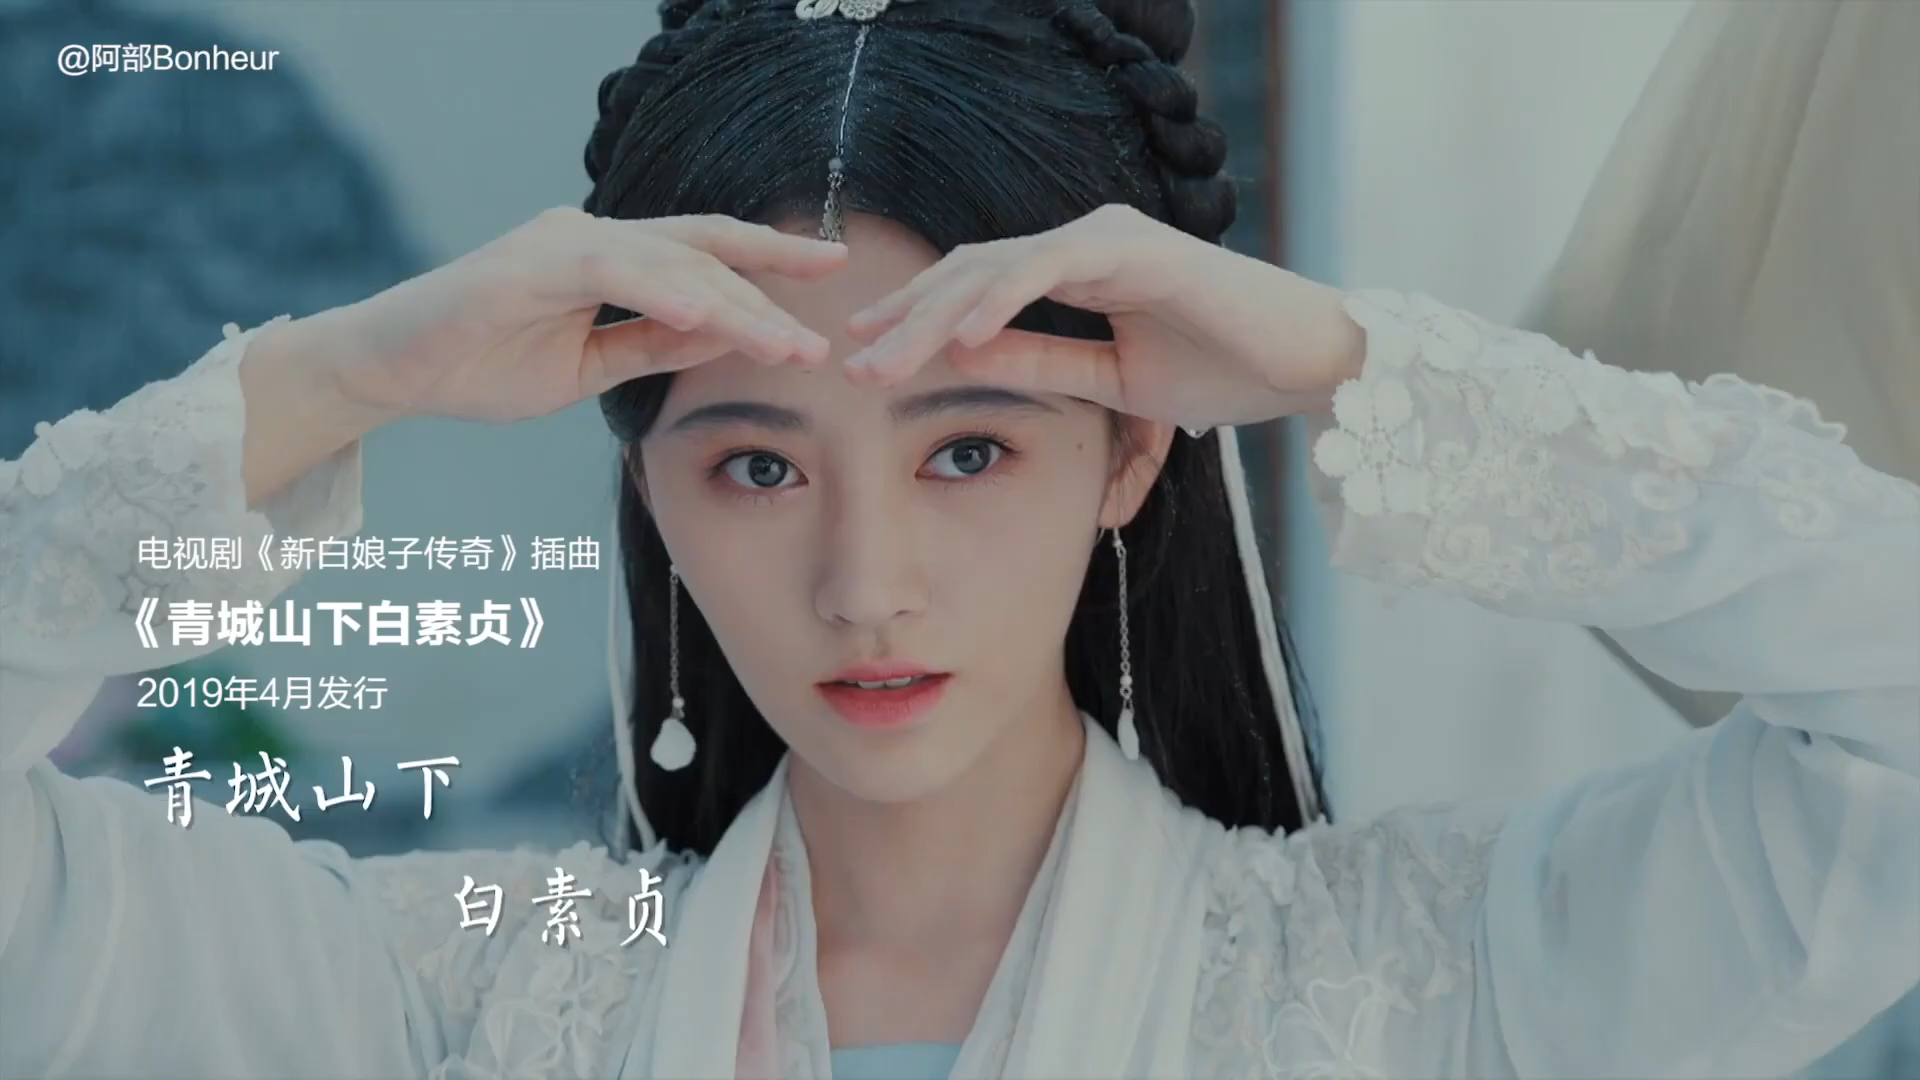 @阿部Bonheur
电视剧《新白娘子传奇》插曲
《青城山下白素贞》
2019年4月发行
青城山下
白素贞